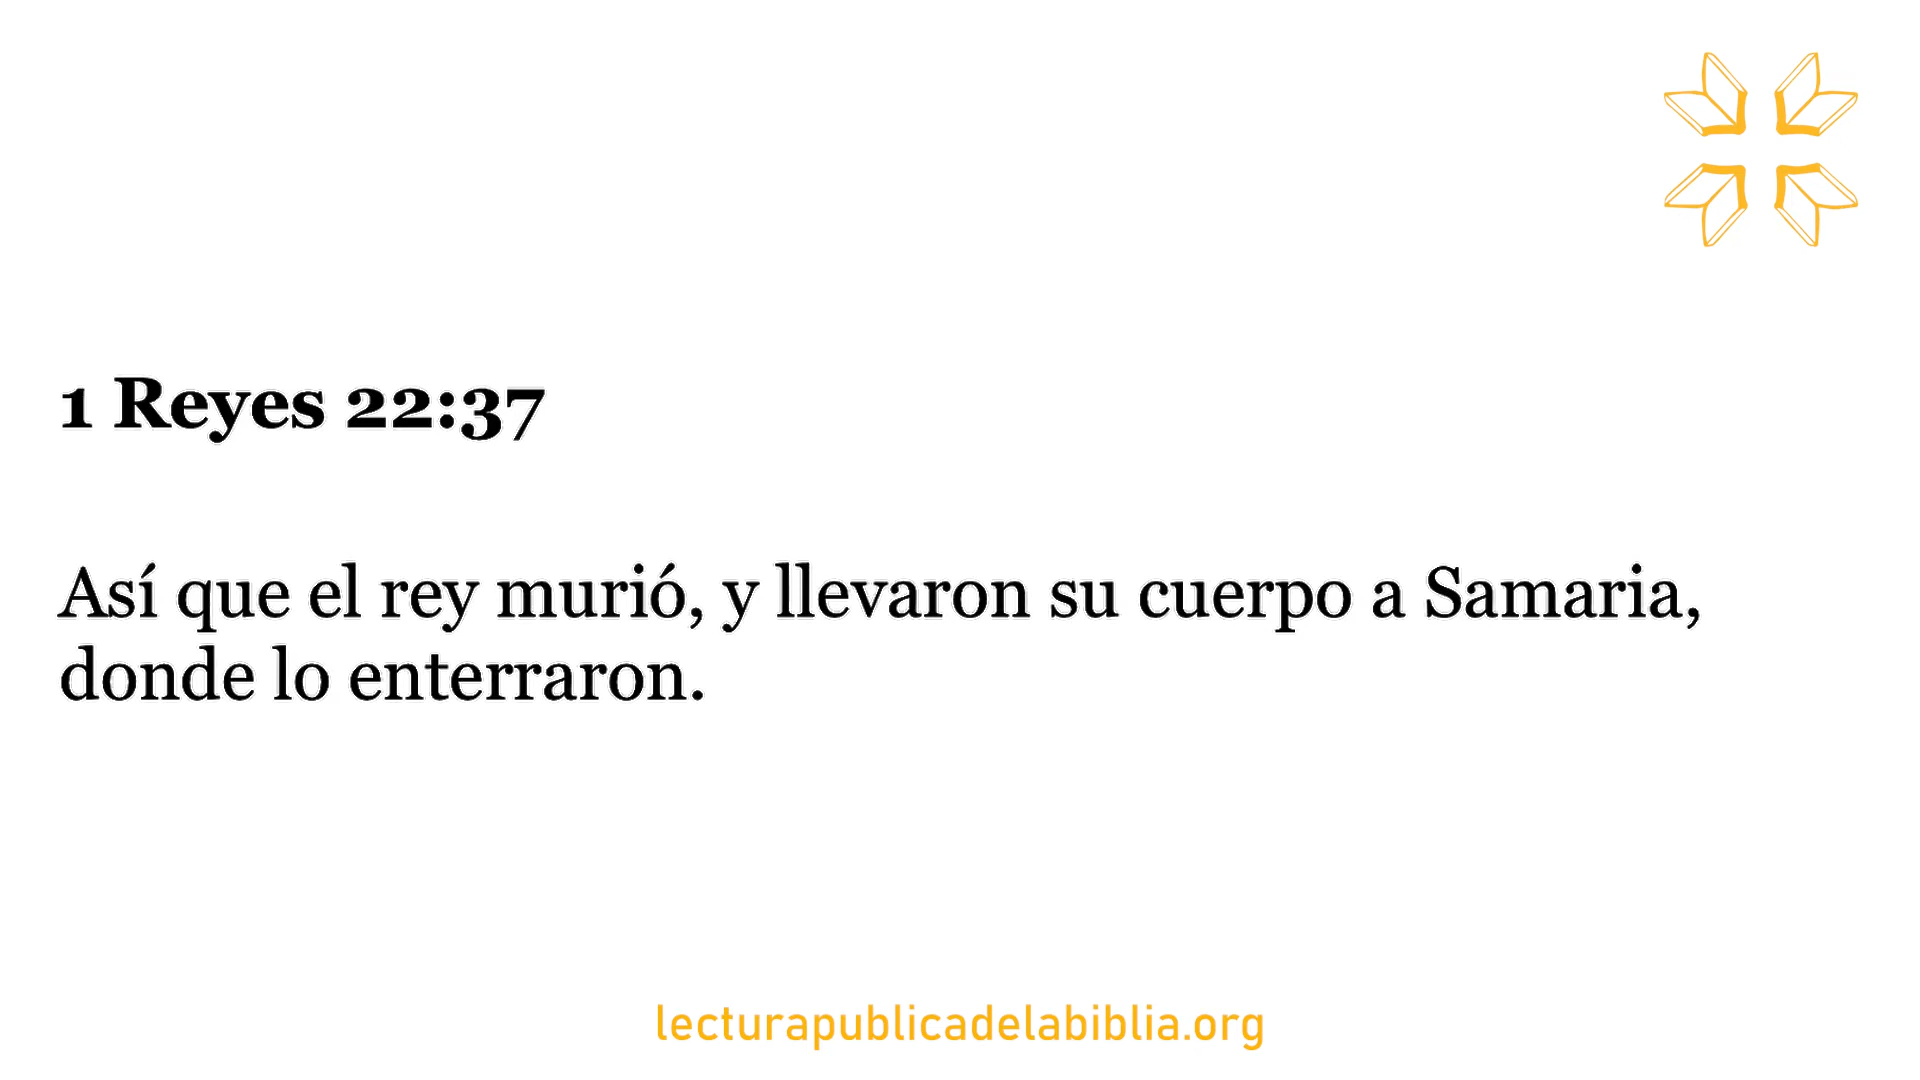 1 Reyes 22:37
Así que el rey murió, y llevaron su cuerpo a Samaria,
donde lo enterraron.
lecturapublicadelabiblia.org